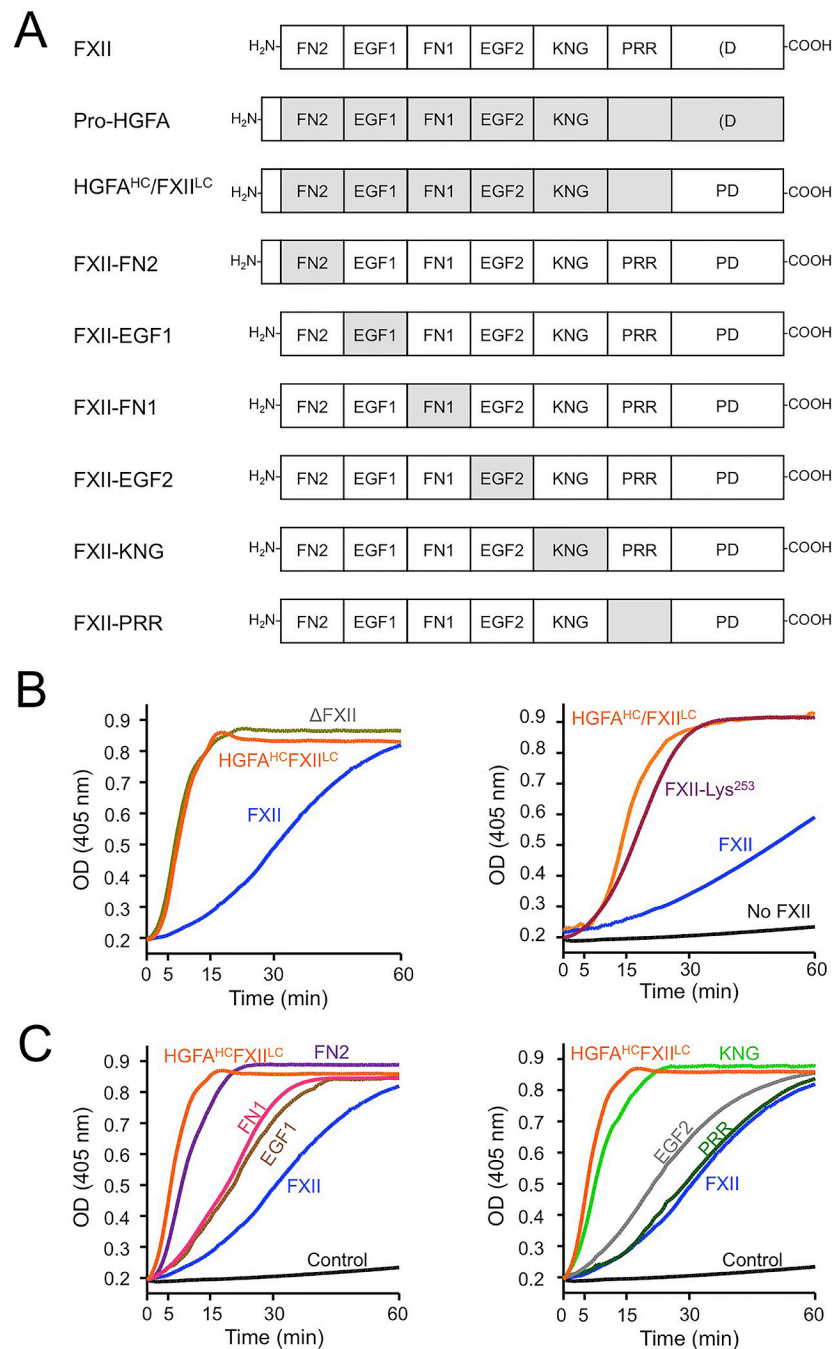 A
FXII H₂N- FN2 EGF1 FN1 EGF2 KNG PRR (D -COOH
Pro-HGFA H₂N- FN2 EGF1 FN1 EGF2 KNG (D -COOH
HGFAᴴᶜ/FXIIᴸᶜ H₂N- FN2 EGF1 FN1 EGF2 KNG PD -COOH
FXII-FN2 H₂N- FN2 EGF1 FN1 EGF2 KNG PRR PD -COOH
FXII-EGF1 H₂N- FN2 EGF1 FN1 EGF2 KNG PRR PD -COOH
FXII-FN1 H₂N- FN2 EGF1 FN1 EGF2 KNG PRR PD -COOH
FXII-EGF2 H₂N- FN2 EGF1 FN1 EGF2 KNG PRR PD -COOH
FXII-KNG H₂N- FN2 EGF1 FN1 EGF2 KNG PRR PD -COOH
FXII-PRR H₂N- FN2 EGF1 FN1 EGF2 KNG PD -COOH
B
OD (405 nm)
0.9
0.8
0.7
0.6
0.5
0.4
0.3
0.2
ΔFXII
HGFAᴴᶜFXIIᴸᶜ
FXII
0 5 15 30 60
Time (min)
OD (405 nm)
0.9
0.8
0.7
0.6
0.5
0.4
0.3
0.2
HGFAᴴᶜ/FXIIᴸᶜ
FXII-Lys²⁵³
FXII
No FXII
0 5 15 30 60
Time (min)
C
OD (405 nm)
0.9
0.8
0.7
0.6
0.5
0.4
0.3
0.2
HGFAᴴᶜFXIIᴸᶜ FN2
FN1
EGF1
FXII
Control
0 5 15 30 60
Time (min)
OD (405 nm)
0.9
0.8
0.7
0.6
0.5
0.4
0.3
0.2
HGFAᴴᶜFXIIᴸᶜ KNG
EGF2
PRR
FXII
Control
0 5 15 30 60
Time (min)